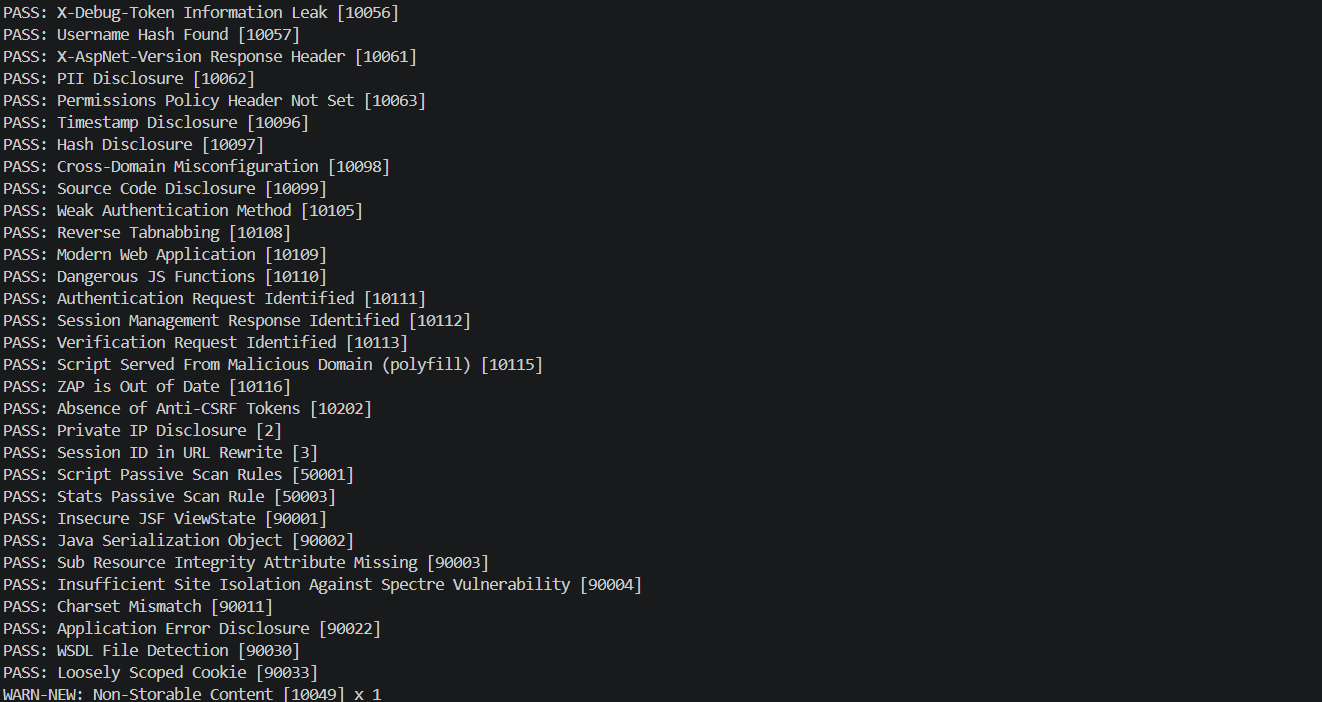 PASS: X-Debug-Token Information Leak [10056]
PASS: Username Hash Found [10057]
PASS: X-AspNet-Version Response Header [10061]
PASS: PII Disclosure [10062]
PASS: Permissions Policy Header Not Set [10063]
PASS: Timestamp Disclosure [10096]
PASS: Hash Disclosure [10097]
PASS: Cross-Domain Misconfiguration [10098]
PASS: Source Code Disclosure [10099]
PASS: Weak Authentication Method [10105]
PASS: Reverse Tabnabbing [10108]
PASS: Modern Web Application [10109]
PASS: Dangerous JS Functions [10110]
PASS: Authentication Request Identified [10111]
PASS: Session Management Response Identified [10112]
PASS: Verification Request Identified [10113]
PASS: Script Served From Malicious Domain (polyfill) [10115]
PASS: ZAP is Out of Date [10116]
PASS: Absence of Anti-CSRF Tokens [10202]
PASS: Private IP Disclosure [2]
PASS: Session ID in URL Rewrite [3]
PASS: Script Passive Scan Rules [50001]
PASS: Stats Passive Scan Rule [50003]
PASS: Insecure JSF ViewState [90001]
PASS: Java Serialization Object [90002]
PASS: Sub Resource Integrity Attribute Missing [90003]
PASS: Insufficient Site Isolation Against Spectre Vulnerability [90004]
PASS: Charset Mismatch [90011]
PASS: Application Error Disclosure [90022]
PASS: WSDL File Detection [90030]
PASS: Loosely Scoped Cookie [90033]
WARN-NEW: Non-Storable Content [10049] x 1